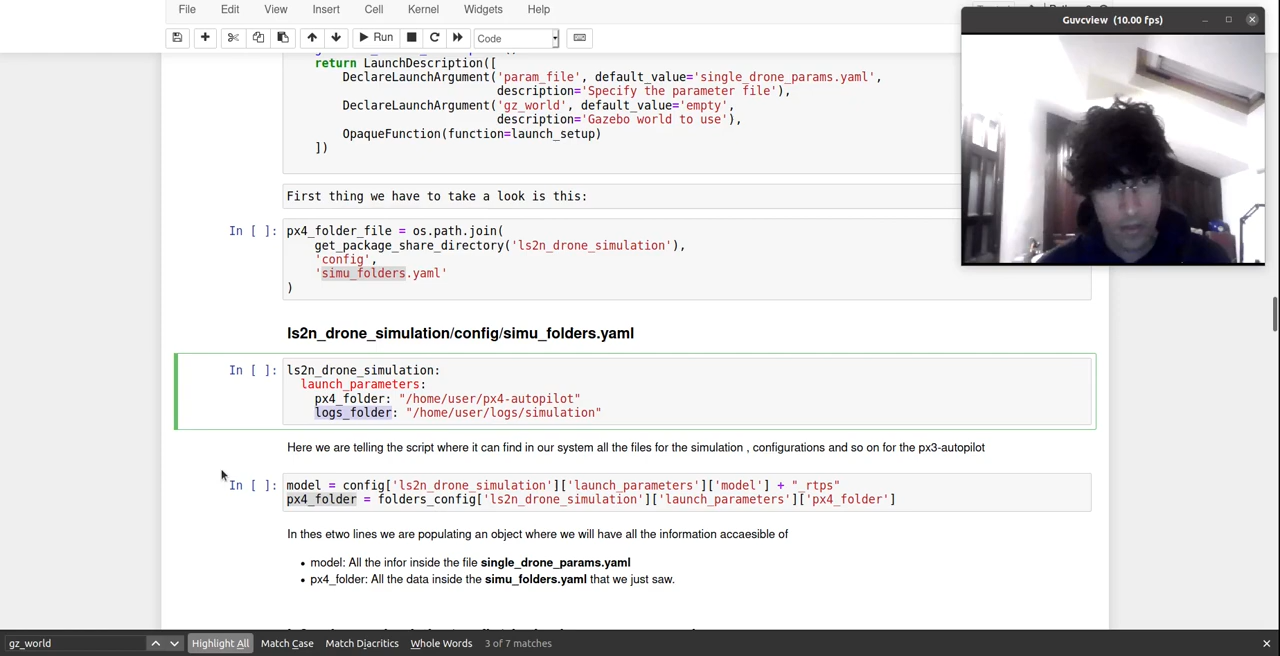 File Edit View Insert Cell Kernel Widgets Help
Guvcview (10.00 fps)
Run
Code
return LaunchDescription([
DeclareLaunchArgument('param_file', default_value='single_drone_params.yaml',
description='Specify the parameter file'),
DeclareLaunchArgument('gz_world', default_value='empty',
description='Gazebo world to use'),
OpaqueFunction(function=launch_setup)
])
First thing we have to take a look is this:
In [ ]: px4_folder_file = os.path.join(
get_package_share_directory('ls2n_drone_simulation'),
'config',
'simu_folders.yaml'
)
ls2n_drone_simulation/config/simu_folders.yaml
In [ ]: ls2n_drone_simulation:
launch_parameters:
px4_folder: "/home/user/px4-autopilot"
logs_folder: "/home/user/logs/simulation"
Here we are telling the script where it can find in our system all the files for the simulation , configurations and so on for the px3-autopilot
In [ ]: model = config['ls2n_drone_simulation']['launch_parameters']['model'] + "_rtps"
px4_folder = folders_config['ls2n_drone_simulation']['launch_parameters']['px4_folder']
In thes etwo lines we are populating an object where we will have all the information accaesible of
• model: All the infor inside the file single_drone_params.yaml
• px4_folder: All the data inside the simu_folders.yaml that we just saw.
gz_world Highlight All Match Case Match Diacritics Whole Words 3 of 7 matches